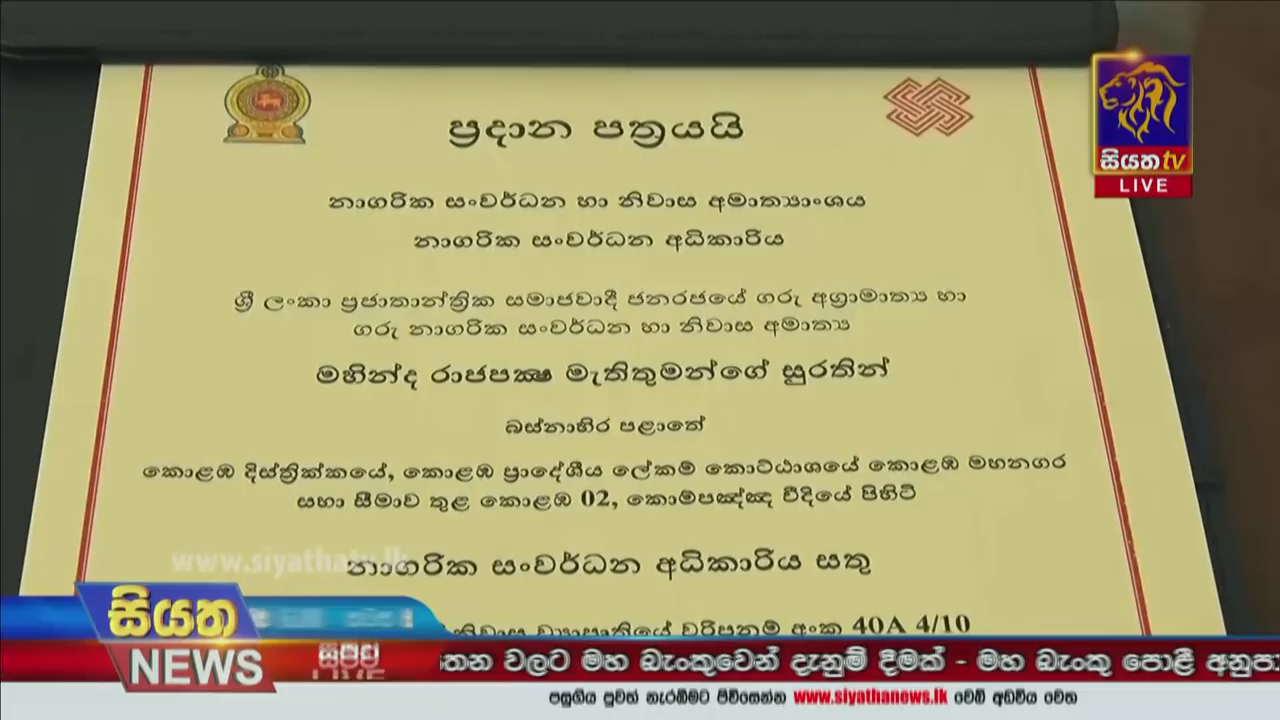 ප්‍රදාන පත්‍රයයි
නාගරික සංවර්ධන හා නිවාස අමාත්‍යාංශය
නාගරික සංවර්ධන අධිකාරිය
ශ්‍රී ලංකා ප්‍රජාතාන්ත්‍රික සමාජවාදී ජනරජයේ ගරු අග්‍රාමාත්‍ය හා
ගරු නාගරික සංවර්ධන හා නිවාස අමාත්‍ය
මහින්ද රාජපක්‍ෂ මැතිතුමන්ගේ සුරතින්
බස්නාහිර පළාතේ
කොළඹ දිස්ත්‍රික්කයේ, කොළඹ ප්‍රාදේශීය ලේකම් කොට්ඨාශයේ කොළඹ මහනගර
සභා සීමාව තුළ කොළඹ 02, කොම්පඤ්ඤ වීදියේ පිහිටි
නාගරික සංවර්ධන අධිකාරිය සතු
නිවාස ව්‍යාපෘතියේ වරිපනම් අංක 40A 4/10
සියත tv
LIVE
www.siyathatv.lk
සියත
NEWS
තැන වලට මහ බැංකුවෙන් දැනුම් දීමක් - මහ බැංකු පොළී අනුපා
පසුගිය පුවත් නැරඹීමට පිවිසෙන්න www.siyathanews.lk වෙබ් අඩවිය වෙත